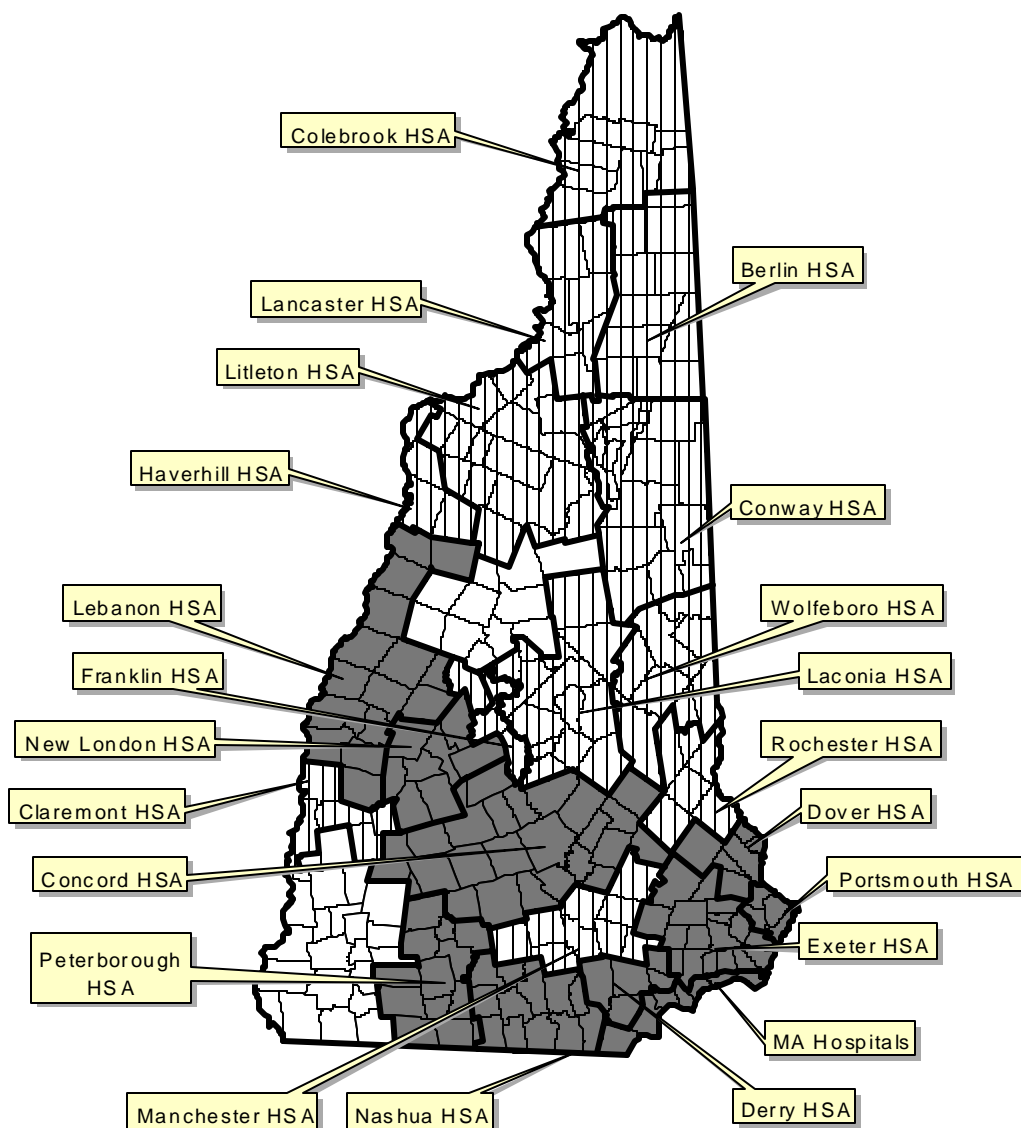 Colebrook HSA
Berlin HSA
Lancaster HSA
Litleton HSA
Haverhill HSA
Conway HSA
Lebanon HSA
Wolfeboro HSA
Franklin HSA
Laconia HSA
New London HSA
Rochester HSA
Claremont HSA
Dover HSA
Concord HSA
Portsmouth HSA
Exeter HSA
Peterborough
HSA
MA Hospitals
Manchester HSA
Nashua HSA
Derry HSA